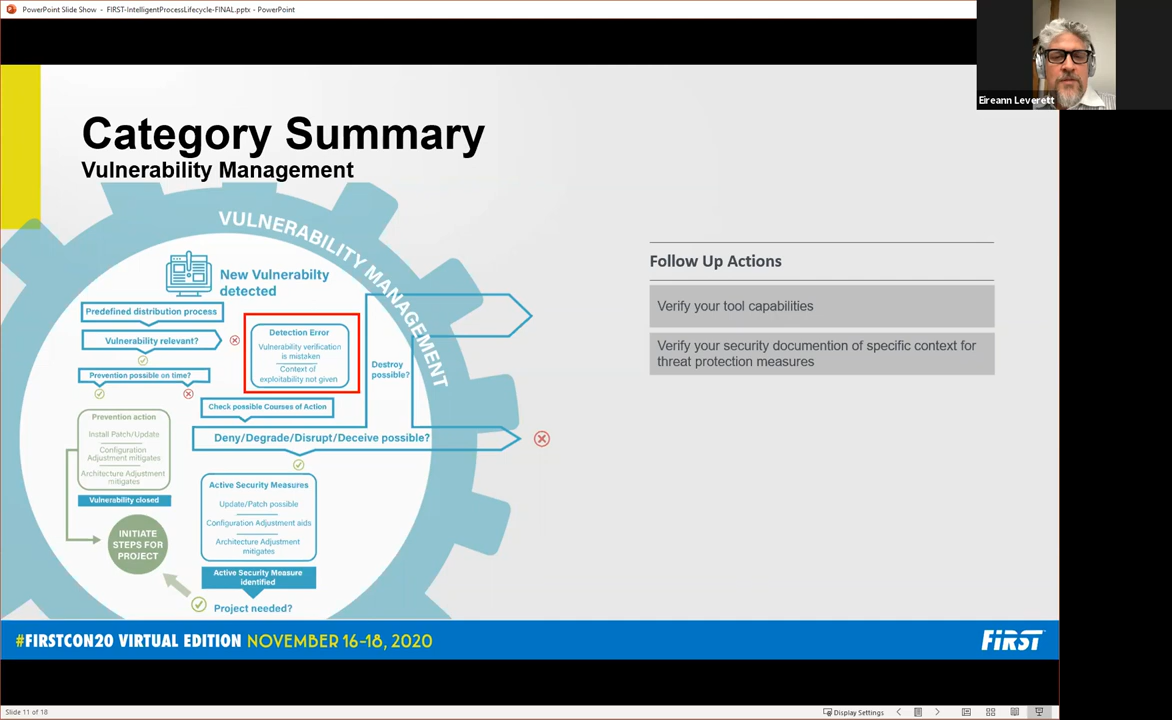 PowerPoint Slide Show - FIRST-IntelligentProcessLifecycle-FINAL.pptx - PowerPoint
Eireann Leverett
Category Summary
Vulnerability Management
VULNERABILITY MANAGEMENT
New Vulnerabilty
detected
Predefined distribution process
Vulnerability relevant?
Prevention possible on time?
Detection Error
Vulnerability verification
is mistaken
Context of
exploitability not given
Destroy
possible?
Check possible Courses of Action
Deny/Degrade/Disrupt/Deceive possible?
Prevention action
Install Patch/Update
Configuration
Adjustment mitigates
Architecture Adjustment
mitigates
Vulnerability closed
INITIATE
STEPS FOR
PROJECT
Active Security Measures
Update/Patch possible
Configuration Adjustment aids
Architecture Adjustment
mitigates
Active Security Measure
identified
Project needed?
Follow Up Actions
Verify your tool capabilities
Verify your security documention of specific context for
threat protection measures
#FIRSTCON20 VIRTUAL EDITION NOVEMBER 16-18, 2020
FIRST
Slide 11 of 18
Display Settings